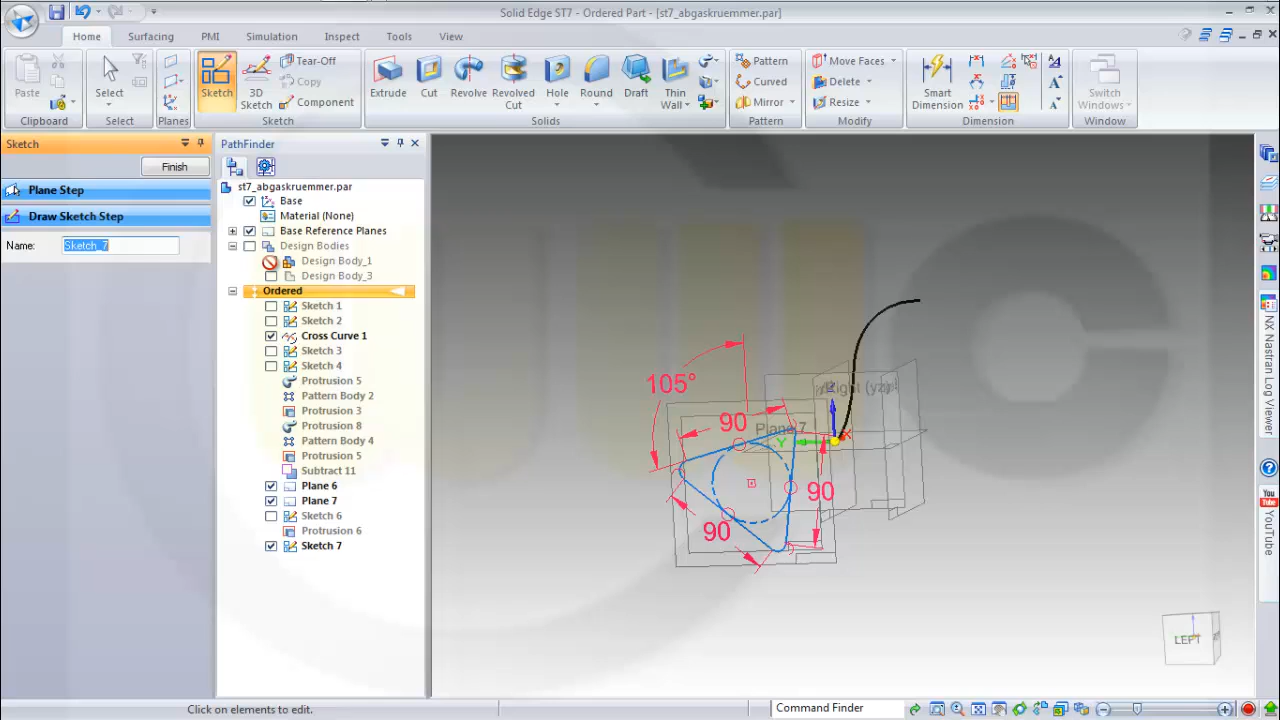 Solid Edge ST7 - Ordered Part - [st7_abgaskruemmer.par]
Home Surfacing PMI Simulation Inspect Tools View
Paste Select Sketch 3D Sketch Tear-Off Copy Component Extrude Cut Revolve Revolved Cut Hole Round Draft Thin Wall Pattern Curved Mirror Move Faces Delete Resize Smart Dimension Switch Windows
Clipboard Select Planes Sketch Solids Pattern Modify Dimension Window
Sketch
Finish
Plane Step
Draw Sketch Step
Name: Sketch_7
PathFinder
st7_abgaskruemmer.par
Base
Material (None)
Base Reference Planes
Design Bodies
Design Body_1
Design Body_3
Ordered
Sketch 1
Sketch 2
Cross Curve 1
Sketch 3
Sketch 4
Protrusion 5
Pattern Body 2
Protrusion 3
Protrusion 8
Pattern Body 4
Protrusion 5
Subtract 11
Plane 6
Plane 7
Sketch 6
Protrusion 6
Sketch 7
105°
90
90
90
Plane 7
Right (yz)
Y
X
LEFT
NX Nastran Log Viewer
You Tube
YouTube
Click on elements to edit.
Command Finder